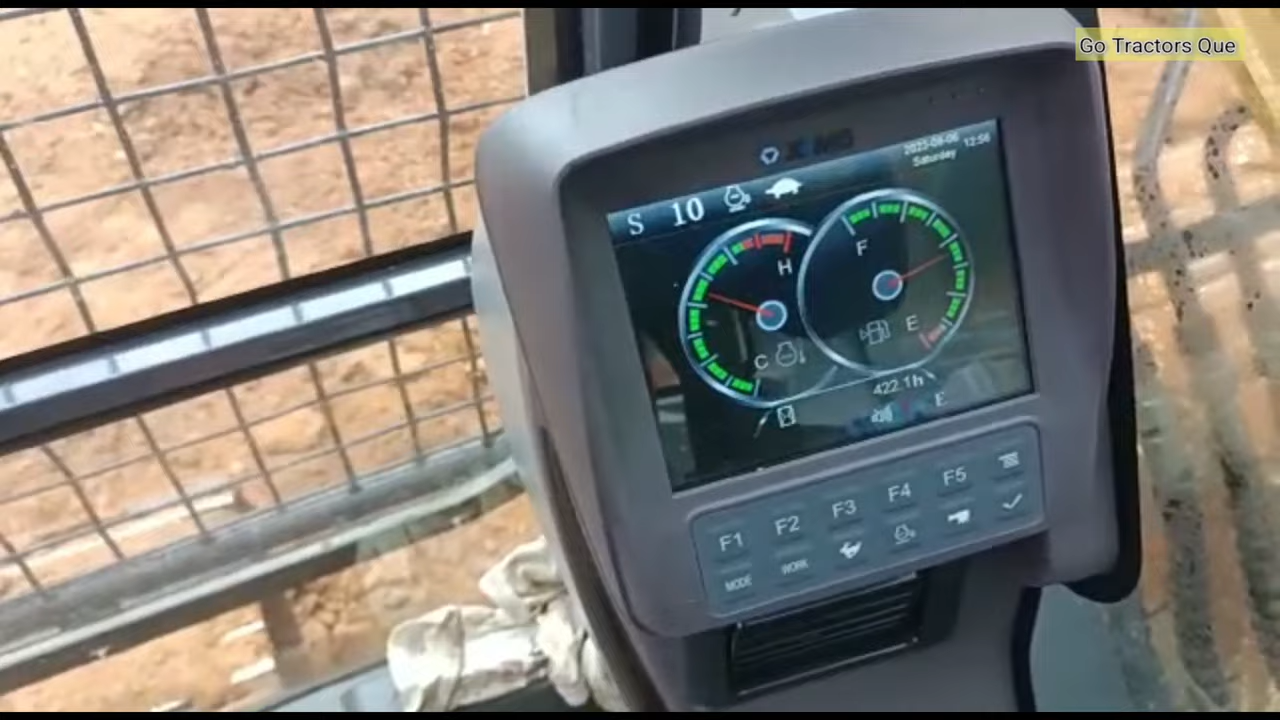 Go Tractors Que
XCMG
2023-08-06 12:56
Saturday
S 10
H
F
C
E
422.1h
E
F1 F2 F3 F4 F5
MODE WORK